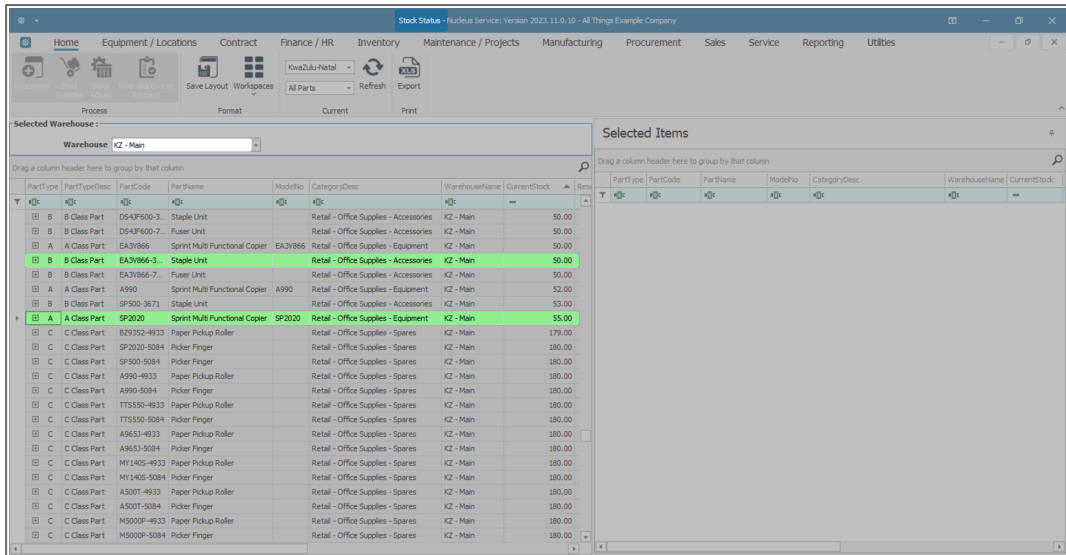 Stock Status - Nucleus Service: Version 2023.11.0.10 - All Things Example Company
Home Equipment / Locations Contract Finance / HR Inventory Maintenance / Projects Manufacturing Procurement Sales Service Reporting Utilities
Save Layout Workspaces KwaZulu-Natal All Parts Refresh Export
Process Format Current Print
Selected Warehouse :
Warehouse KZ - Main
Selected Items
Drag a column header here to group by that column
Drag a column header here to group by that column
PartType PartTypeDesc PartCode PartName ModelNo CategoryDesc WarehouseName CurrentStock
PartType PartCode PartName ModelNo CategoryDesc WarehouseName CurrentStock
B B Class Part DS4JF600-3... Staple Unit Retail - Office Supplies - Accessories KZ - Main 50.00
B B Class Part DS4JF600-7... Fuser Unit Retail - Office Supplies - Accessories KZ - Main 50.00
A A Class Part EA3V866 Sprint Multi Functional Copier EA3V866 Retail - Office Supplies - Equipment KZ - Main 50.00
B B Class Part EA3V866-3... Staple Unit Retail - Office Supplies - Accessories KZ - Main 50.00
B B Class Part EA3V866-7... Fuser Unit Retail - Office Supplies - Accessories KZ - Main 50.00
A A Class Part A990 Sprint Multi Functional Copier A990 Retail - Office Supplies - Equipment KZ - Main 52.00
B B Class Part SP500-3671 Staple Unit Retail - Office Supplies - Accessories KZ - Main 53.00
A A Class Part SP2020 Sprint Multi Functional Copier SP2020 Retail - Office Supplies - Equipment KZ - Main 55.00
C C Class Part BZ9352-4933 Paper Pickup Roller Retail - Office Supplies - Spares KZ - Main 179.00
C C Class Part SP2020-5084 Picker Finger Retail - Office Supplies - Spares KZ - Main 180.00
C C Class Part SP500-5084 Picker Finger Retail - Office Supplies - Spares KZ - Main 180.00
C C Class Part A990-4933 Paper Pickup Roller Retail - Office Supplies - Spares KZ - Main 180.00
C C Class Part A990-5084 Picker Finger Retail - Office Supplies - Spares KZ - Main 180.00
C C Class Part TTS550-4933 Paper Pickup Roller Retail - Office Supplies - Spares KZ - Main 180.00
C C Class Part TTS550-5084 Picker Finger Retail - Office Supplies - Spares KZ - Main 180.00
C C Class Part A965J-4933 Paper Pickup Roller Retail - Office Supplies - Spares KZ - Main 180.00
C C Class Part A965J-5084 Picker Finger Retail - Office Supplies - Spares KZ - Main 180.00
C C Class Part MY140S-4933 Paper Pickup Roller Retail - Office Supplies - Spares KZ - Main 180.00
C C Class Part MY140S-5084 Picker Finger Retail - Office Supplies - Spares KZ - Main 180.00
C C Class Part A500T-4933 Paper Pickup Roller Retail - Office Supplies - Spares KZ - Main 180.00
C C Class Part A500T-5084 Picker Finger Retail - Office Supplies - Spares KZ - Main 180.00
C C Class Part M5000P-4933 Paper Pickup Roller Retail - Office Supplies - Spares KZ - Main 180.00
C C Class Part M5000P-5084 Picker Finger Retail - Office Supplies - Spares KZ - Main 180.00